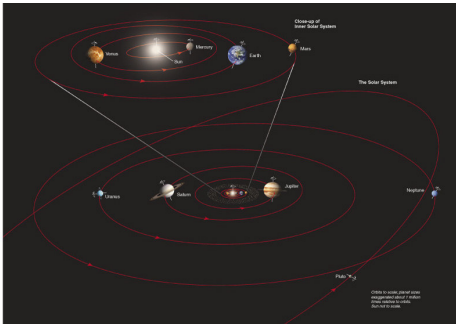 Close-up of
Inner Solar System
Venus
Mercury
Sun
Earth
Mars
The Solar System
Uranus
Saturn
Jupiter
Neptune
Pluto
Orbits to scale; planet sizes
exaggerated about 1 million
times relative to orbits.
Sun not to scale.